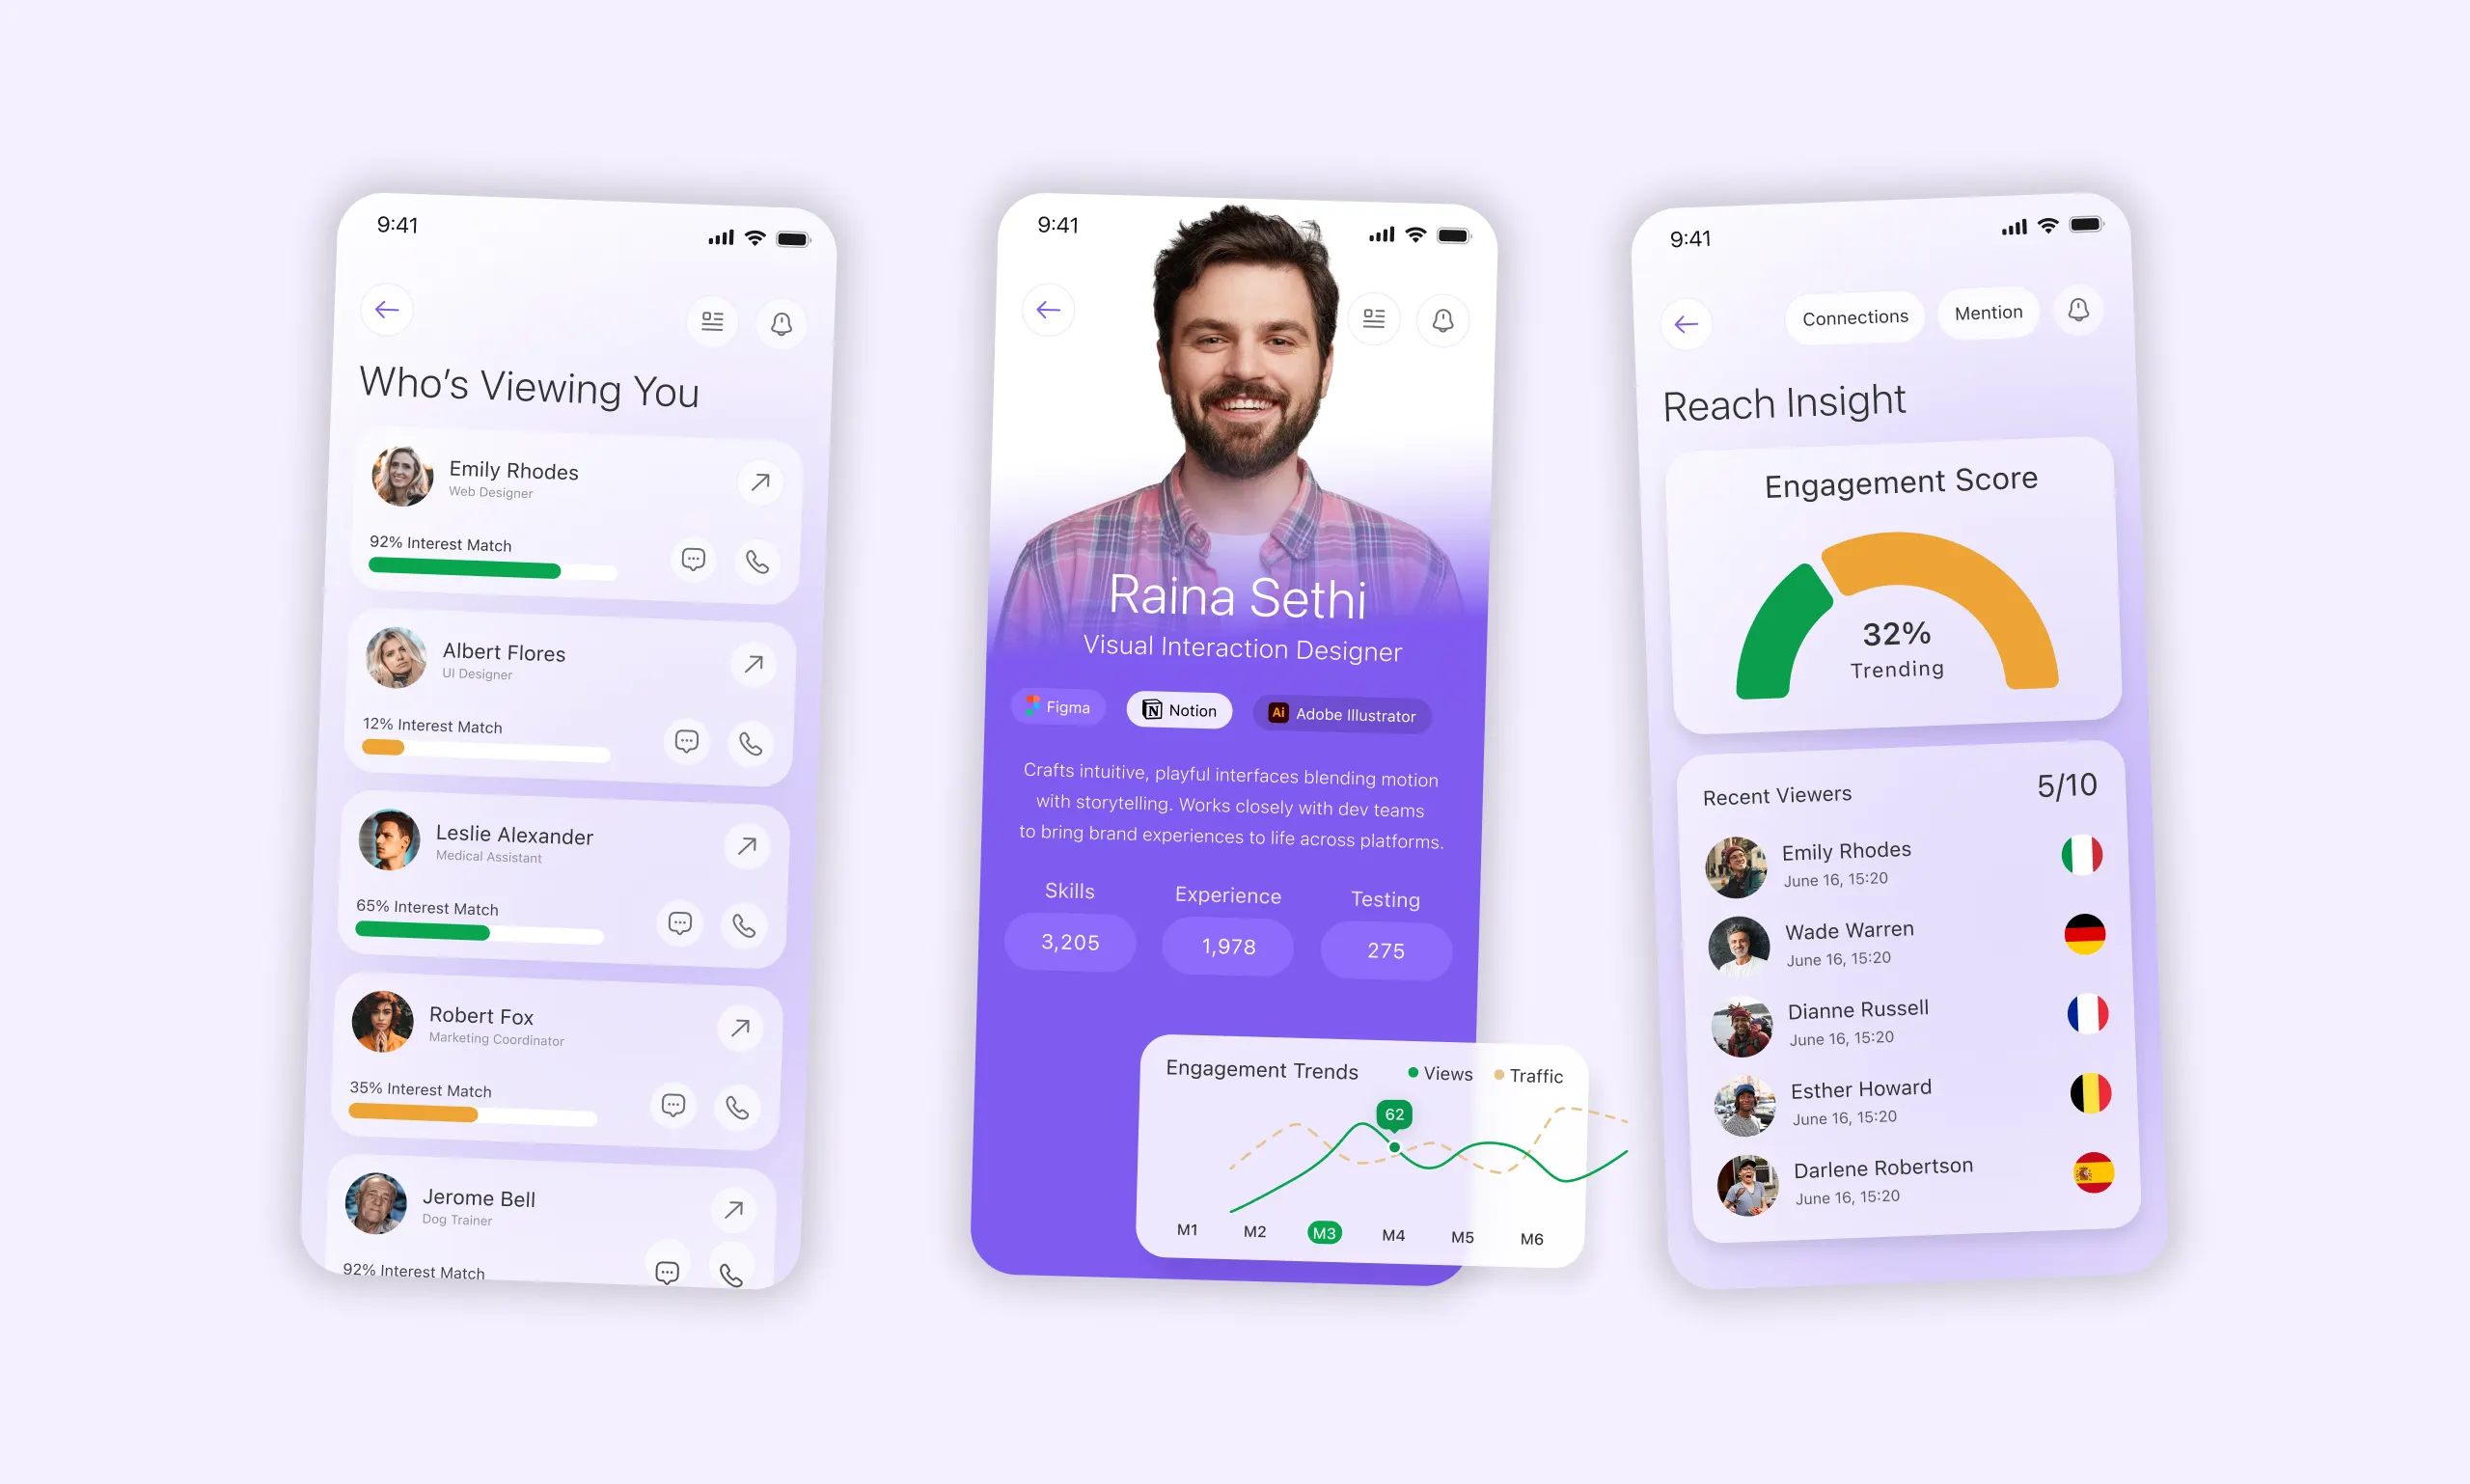 9:41
Who's Viewing You
Emily Rhodes
Web Designer
92% Interest Match
Albert Flores
UI Designer
12% Interest Match
Leslie Alexander
Medical Assistant
65% Interest Match
Robert Fox
Marketing Coordinator
35% Interest Match
Jerome Bell
Dog Trainer
92% Interest Match
9:41
Raina Sethi
Visual Interaction Designer
Figma
N Notion
Ai Adobe Illustrator
Crafts intuitive, playful interfaces blending motion
with storytelling. Works closely with dev teams
to bring brand experiences to life across platforms.
Skills Experience Testing
3,205 1,978 275
Engagement Trends Views Traffic
62
M1 M2 M3 M4 M5 M6
9:41
Connections Mention
Reach Insight
Engagement Score
32%
Trending
Recent Viewers 5/10
Emily Rhodes
June 16, 15:20
Wade Warren
June 16, 15:20
Dianne Russell
June 16, 15:20
Esther Howard
June 16, 15:20
Darlene Robertson
June 16, 15:20